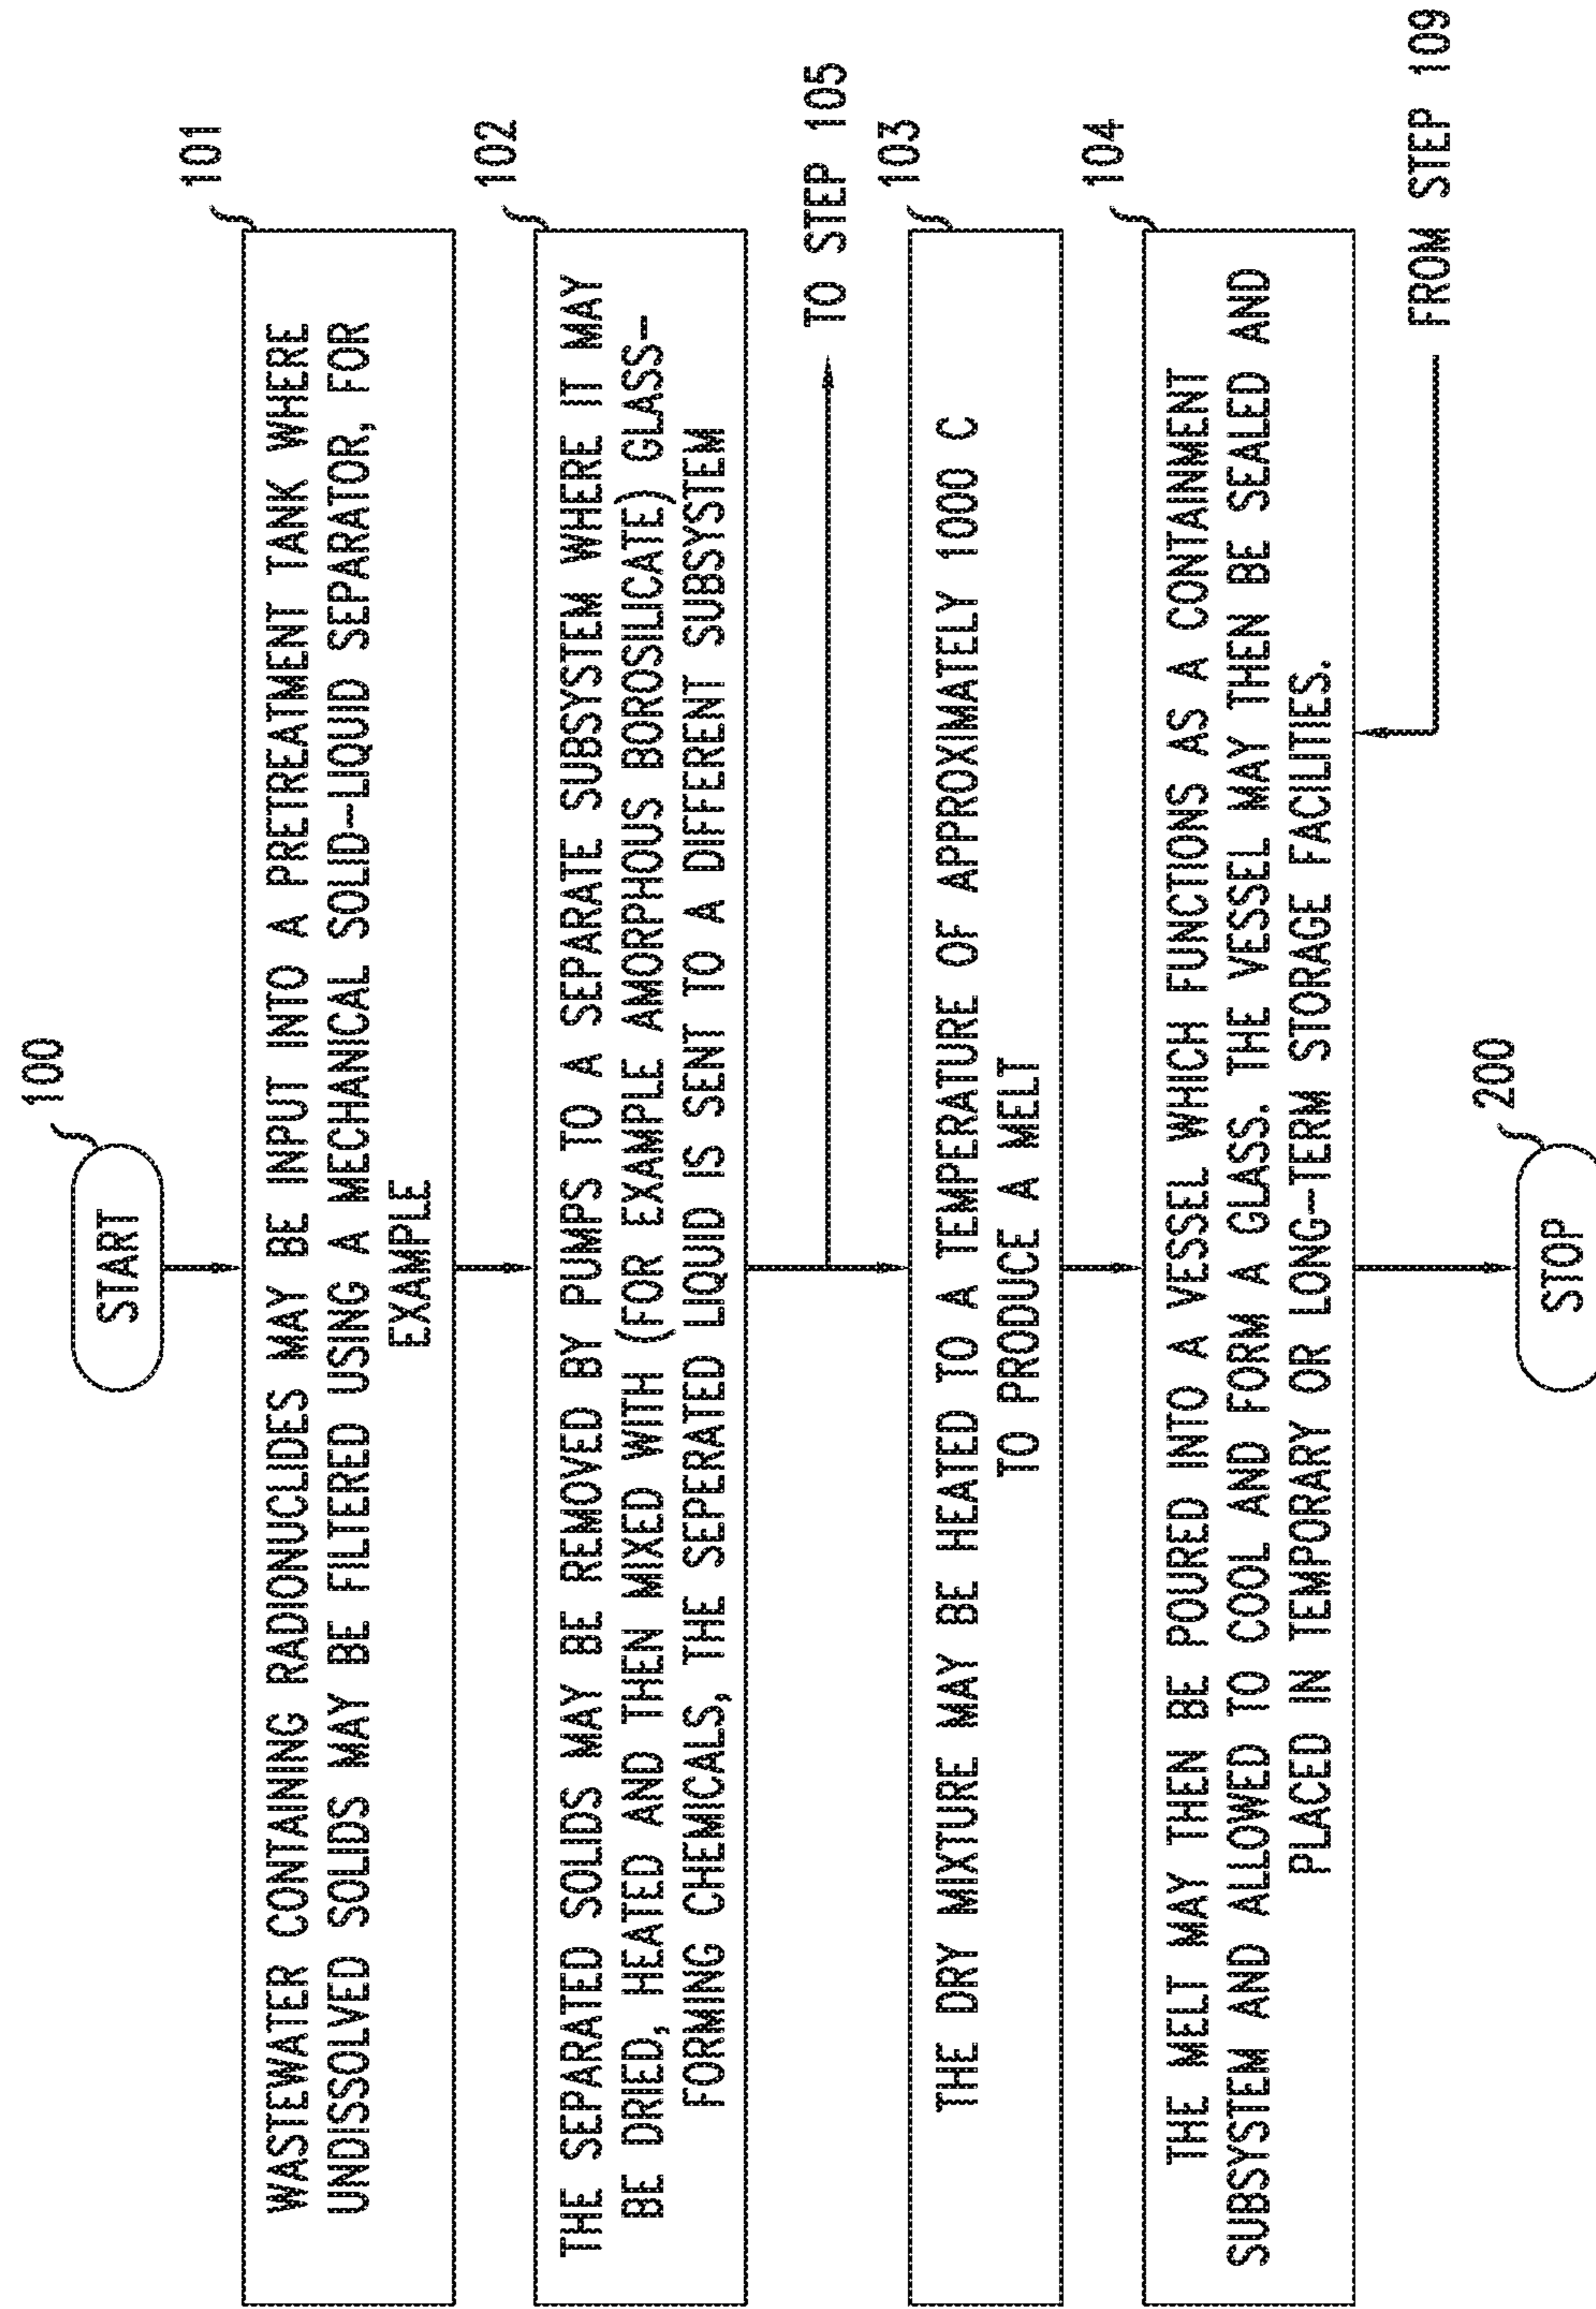 100
START
101
WASTEWATER CONTAINING RADIONUCLIDES MAY BE INPUT INTO A PRETREATMENT TANK WHERE
UNDISSOLVED SOLIDS MAY BE FILTERED USING A MECHANICAL SOLID-LIQUID SEPARATOR, FOR
EXAMPLE
102
THE SEPARATED SOLIDS MAY BE REMOVED BY PUMPS TO A SEPARATE SUBSYSTEM WHERE IT MAY
BE DRIED, HEATED AND THEN MIXED WITH (FOR EXAMPLE AMORPHOUS BOROSILICATE) GLASS-
FORMING CHEMICALS, THE SEPERATED LIQUID IS SENT TO A DIFFERENT SUBSYSTEM
TO STEP 105
103
THE DRY MIXTURE MAY BE HEATED TO A TEMPERATURE OF APPROXIMATELY 1000 C
TO PRODUCE A MELT
104
THE MELT MAY THEN BE POURED INTO A VESSEL WHICH FUNCTIONS AS A CONTAINMENT
SUBSYSTEM AND ALLOWED TO COOL AND FORM A GLASS. THE VESSEL MAY THEN BE SEALED AND
PLACED IN TEMPORARY OR LONG-TERM STORAGE FACILITIES.
FROM STEP 109
200
STOP